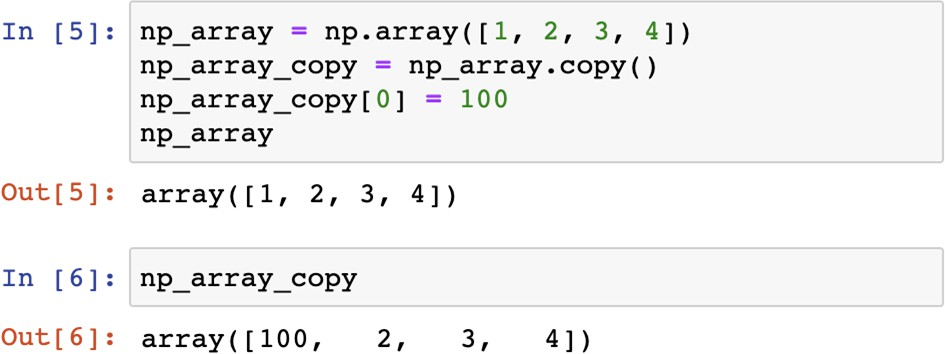 In [5]: np_array = np.array([1, 2, 3, 4])
np_array_copy = np_array.copy()
np_array_copy[0] = 100
np_array
Out[5]: array([1, 2, 3, 4])
In [6]: np_array_copy
Out[6]: array([100,   2,   3,   4])